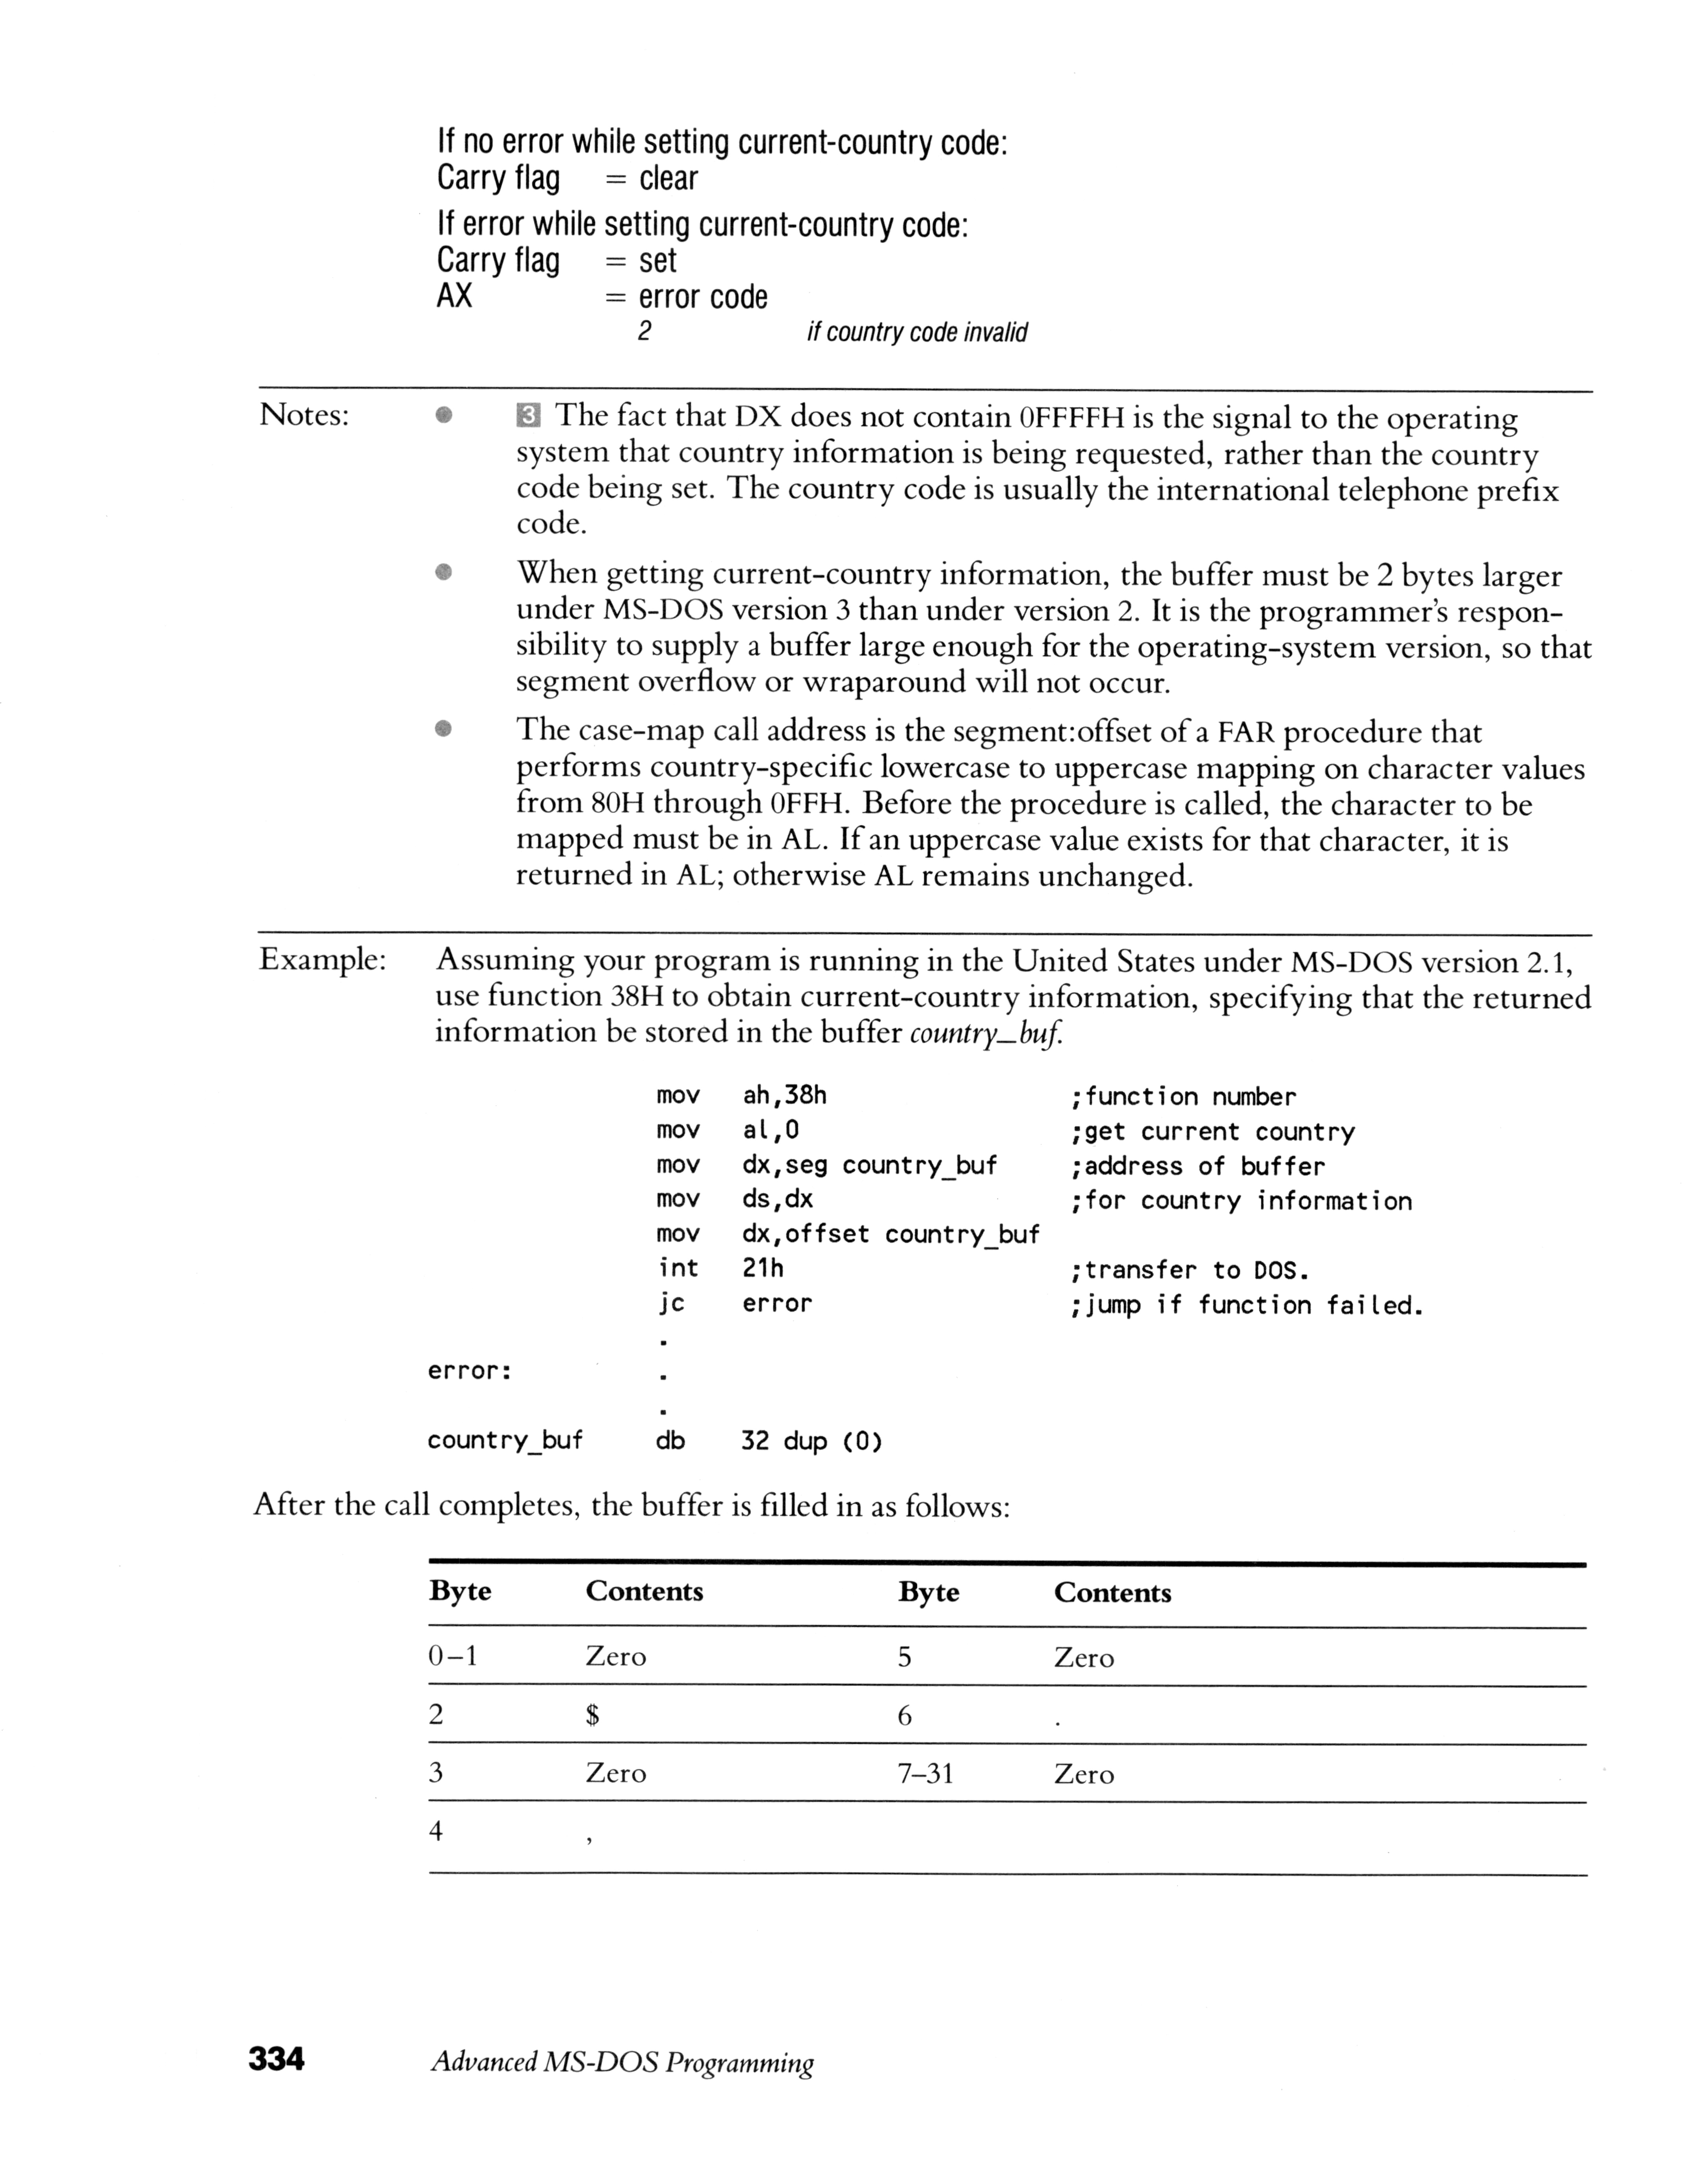 If no error while setting current-country code:
Carry flag = clear
If error while setting current-country code:
Carry flag = set
AX = error code
2 if country code invalid
Notes: ● 3 The fact that DX does not contain 0FFFFH is the signal to the operating
system that country information is being requested, rather than the country
code being set. The country code is usually the international telephone prefix
code.
● When getting current-country information, the buffer must be 2 bytes larger
under MS-DOS version 3 than under version 2. It is the programmer's respon-
sibility to supply a buffer large enough for the operating-system version, so that
segment overflow or wraparound will not occur.
● The case-map call address is the segment:offset of a FAR procedure that
performs country-specific lowercase to uppercase mapping on character values
from 80H through 0FFH. Before the procedure is called, the character to be
mapped must be in AL. If an uppercase value exists for that character, it is
returned in AL; otherwise AL remains unchanged.
Example: Assuming your program is running in the United States under MS-DOS version 2.1,
use function 38H to obtain current-country information, specifying that the returned
information be stored in the buffer country_buf.
mov ah,38h ;function number
mov al,0 ;get current country
mov dx,seg country_buf ;address of buffer
mov ds,dx ;for country information
mov dx,offset country_buf
int 21h ;transfer to DOS.
jc error ;jump if function failed.
.
error: .
.
country_buf db 32 dup (0)
After the call completes, the buffer is filled in as follows:
Byte Contents Byte Contents
0–1 Zero 5 Zero
2 $ 6 .
3 Zero 7–31 Zero
4 ,
334 Advanced MS-DOS Programming